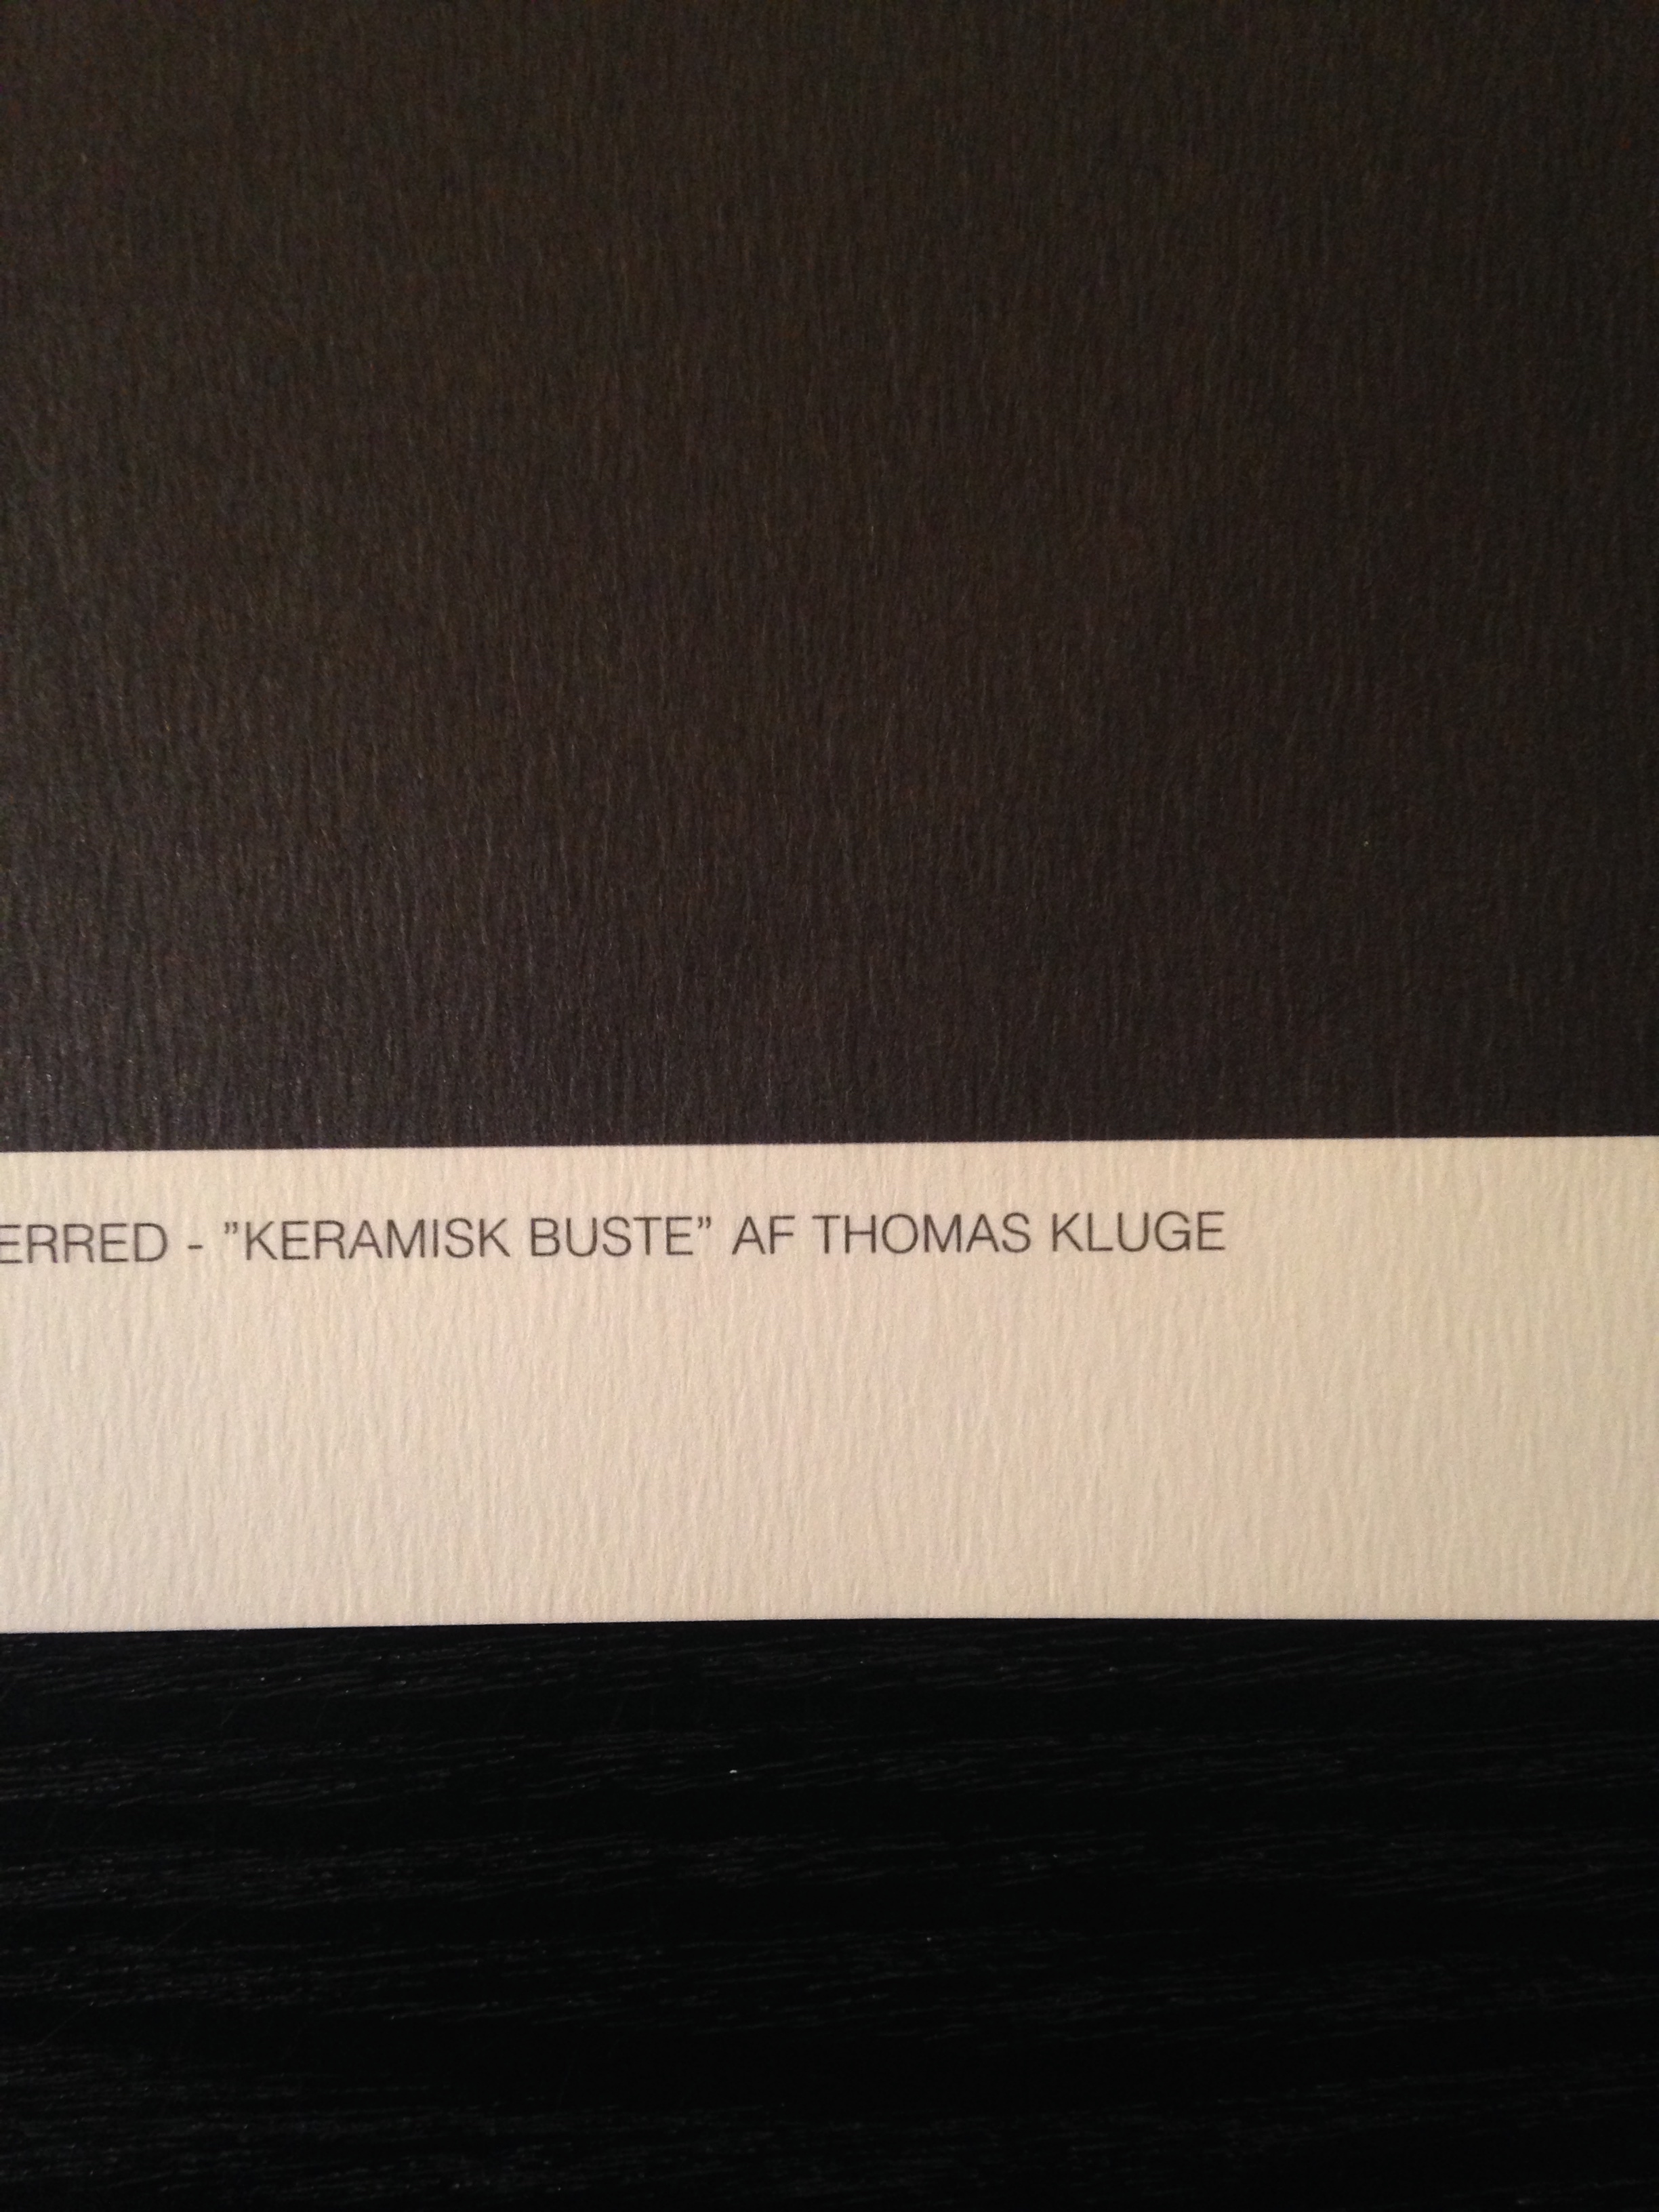 ERRED - ”KERAMISK BUSTE” AF THOMAS KLUGE